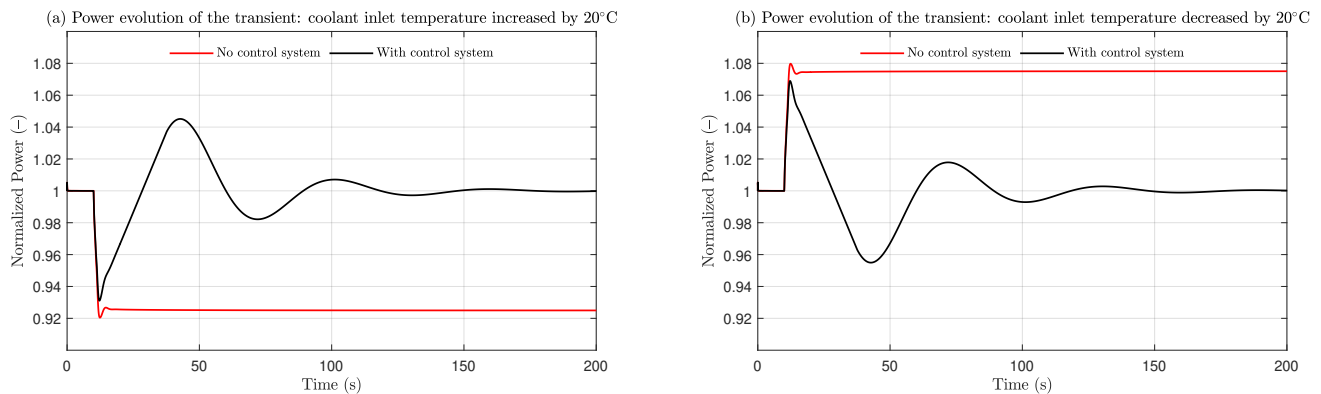 (a) Power evolution of the transient: coolant inlet temperature increased by 20°C
No control system With control system
1.08
1.06
1.04
1.02
1
0.98
0.96
0.94
0.92
Normalized Power (−)
0 50 100 150 200
Time (s)
(b) Power evolution of the transient: coolant inlet temperature decreased by 20°C
No control system With control system
1.08
1.06
1.04
1.02
1
0.98
0.96
0.94
0.92
Normalized Power (−)
0 50 100 150 200
Time (s)